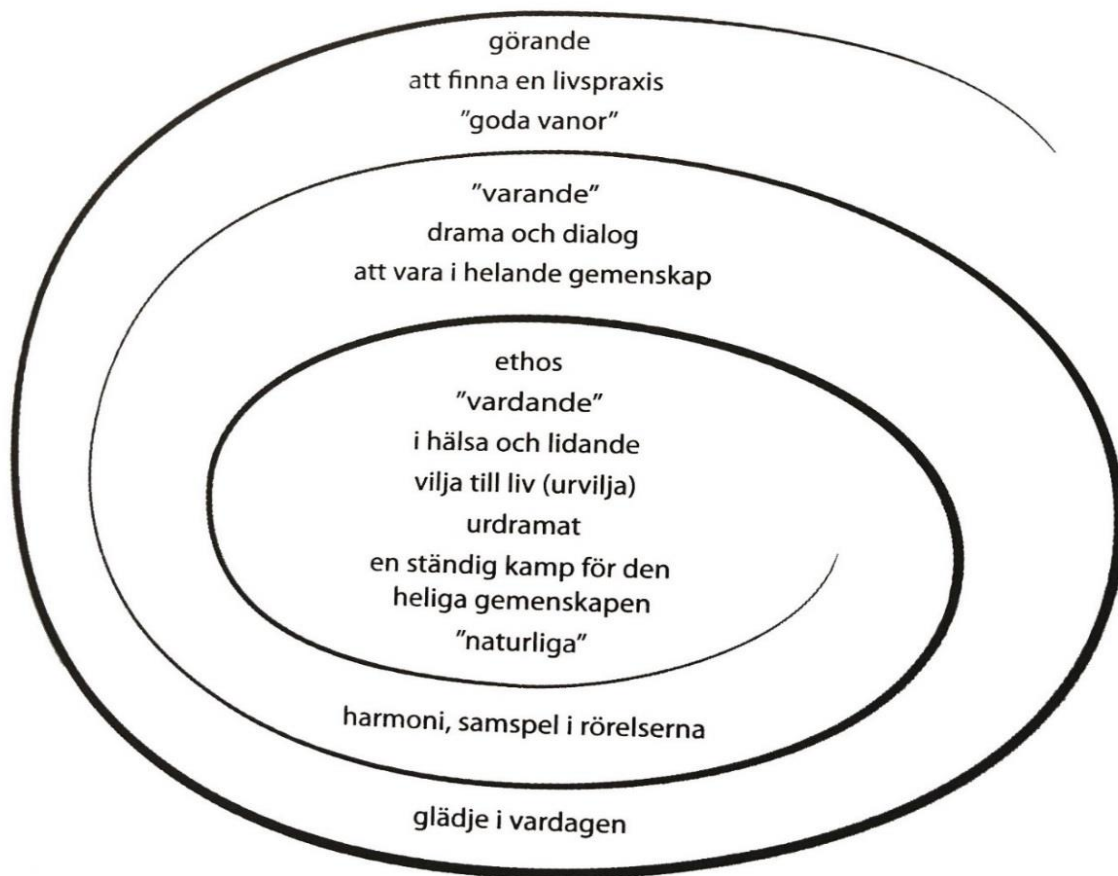 görande
att finna en livspraxis
”goda vanor”
”varande”
drama och dialog
att vara i helande gemenskap
ethos
”vardande”
i hälsa och lidande
vilja till liv (urvilja)
urdramat
en ständig kamp för den
heliga gemenskapen
”naturliga”
harmoni, samspel i rörelserna
glädje i vardagen